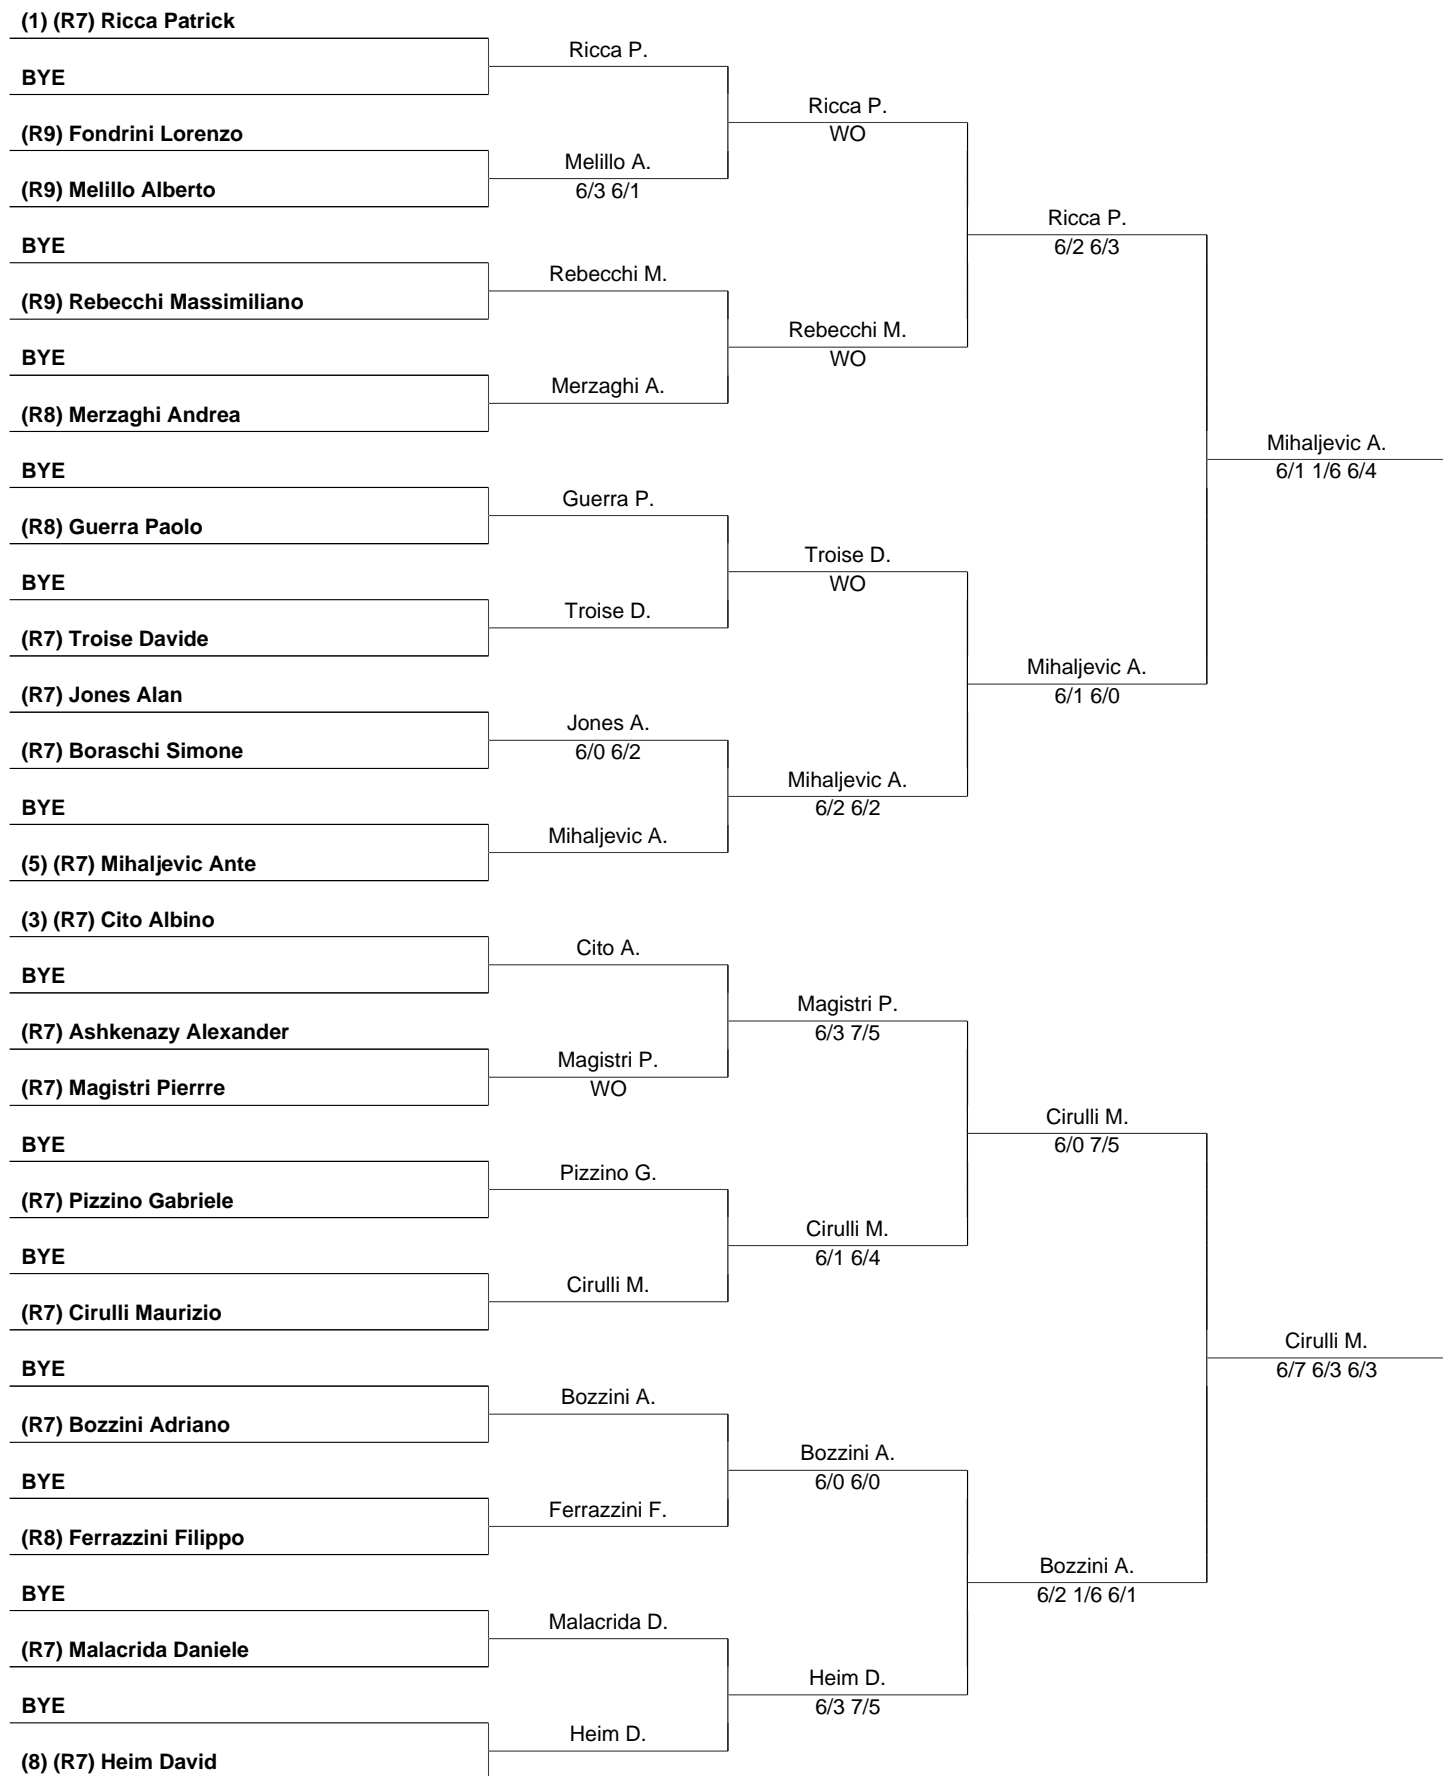 (1) (R7) Ricca Patrick
Ricca P.
BYE
Ricca P.
(R9) Fondrini Lorenzo
WO
Melillo A.
(R9) Melillo Alberto
6/3 6/1
Ricca P.
BYE
6/2 6/3
Rebecchi M.
(R9) Rebecchi Massimiliano
Rebecchi M.
BYE
WO
Merzaghi A.
(R8) Merzaghi Andrea
Mihaljevic A.
BYE
6/1 1/6 6/4
Guerra P.
(R8) Guerra Paolo
Troise D.
BYE
WO
Troise D.
(R7) Troise Davide
Mihaljevic A.
(R7) Jones Alan
6/1 6/0
Jones A.
(R7) Boraschi Simone
6/0 6/2
Mihaljevic A.
BYE
6/2 6/2
Mihaljevic A.
(5) (R7) Mihaljevic Ante
(3) (R7) Cito Albino
Cito A.
BYE
Magistri P.
(R7) Ashkenazy Alexander
6/3 7/5
Magistri P.
(R7) Magistri Pierrre
WO
Cirulli M.
BYE
6/0 7/5
Pizzino G.
(R7) Pizzino Gabriele
Cirulli M.
BYE
6/1 6/4
Cirulli M.
(R7) Cirulli Maurizio
Cirulli M.
BYE
6/7 6/3 6/3
Bozzini A.
(R7) Bozzini Adriano
Bozzini A.
BYE
6/0 6/0
Ferrazzini F.
(R8) Ferrazzini Filippo
Bozzini A.
BYE
6/2 1/6 6/1
Malacrida D.
(R7) Malacrida Daniele
Heim D.
BYE
6/3 7/5
Heim D.
(8) (R7) Heim David